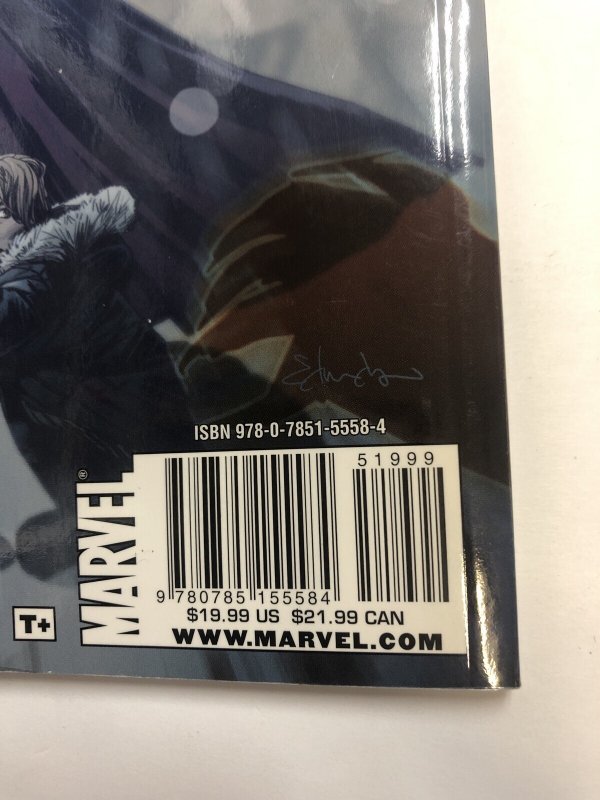 ISBN 978-0-7851-5558-4
51999
MARVEL®
9 780785 155584
$19.99 US $21.99 CAN
T+
WWW.MARVEL.COM